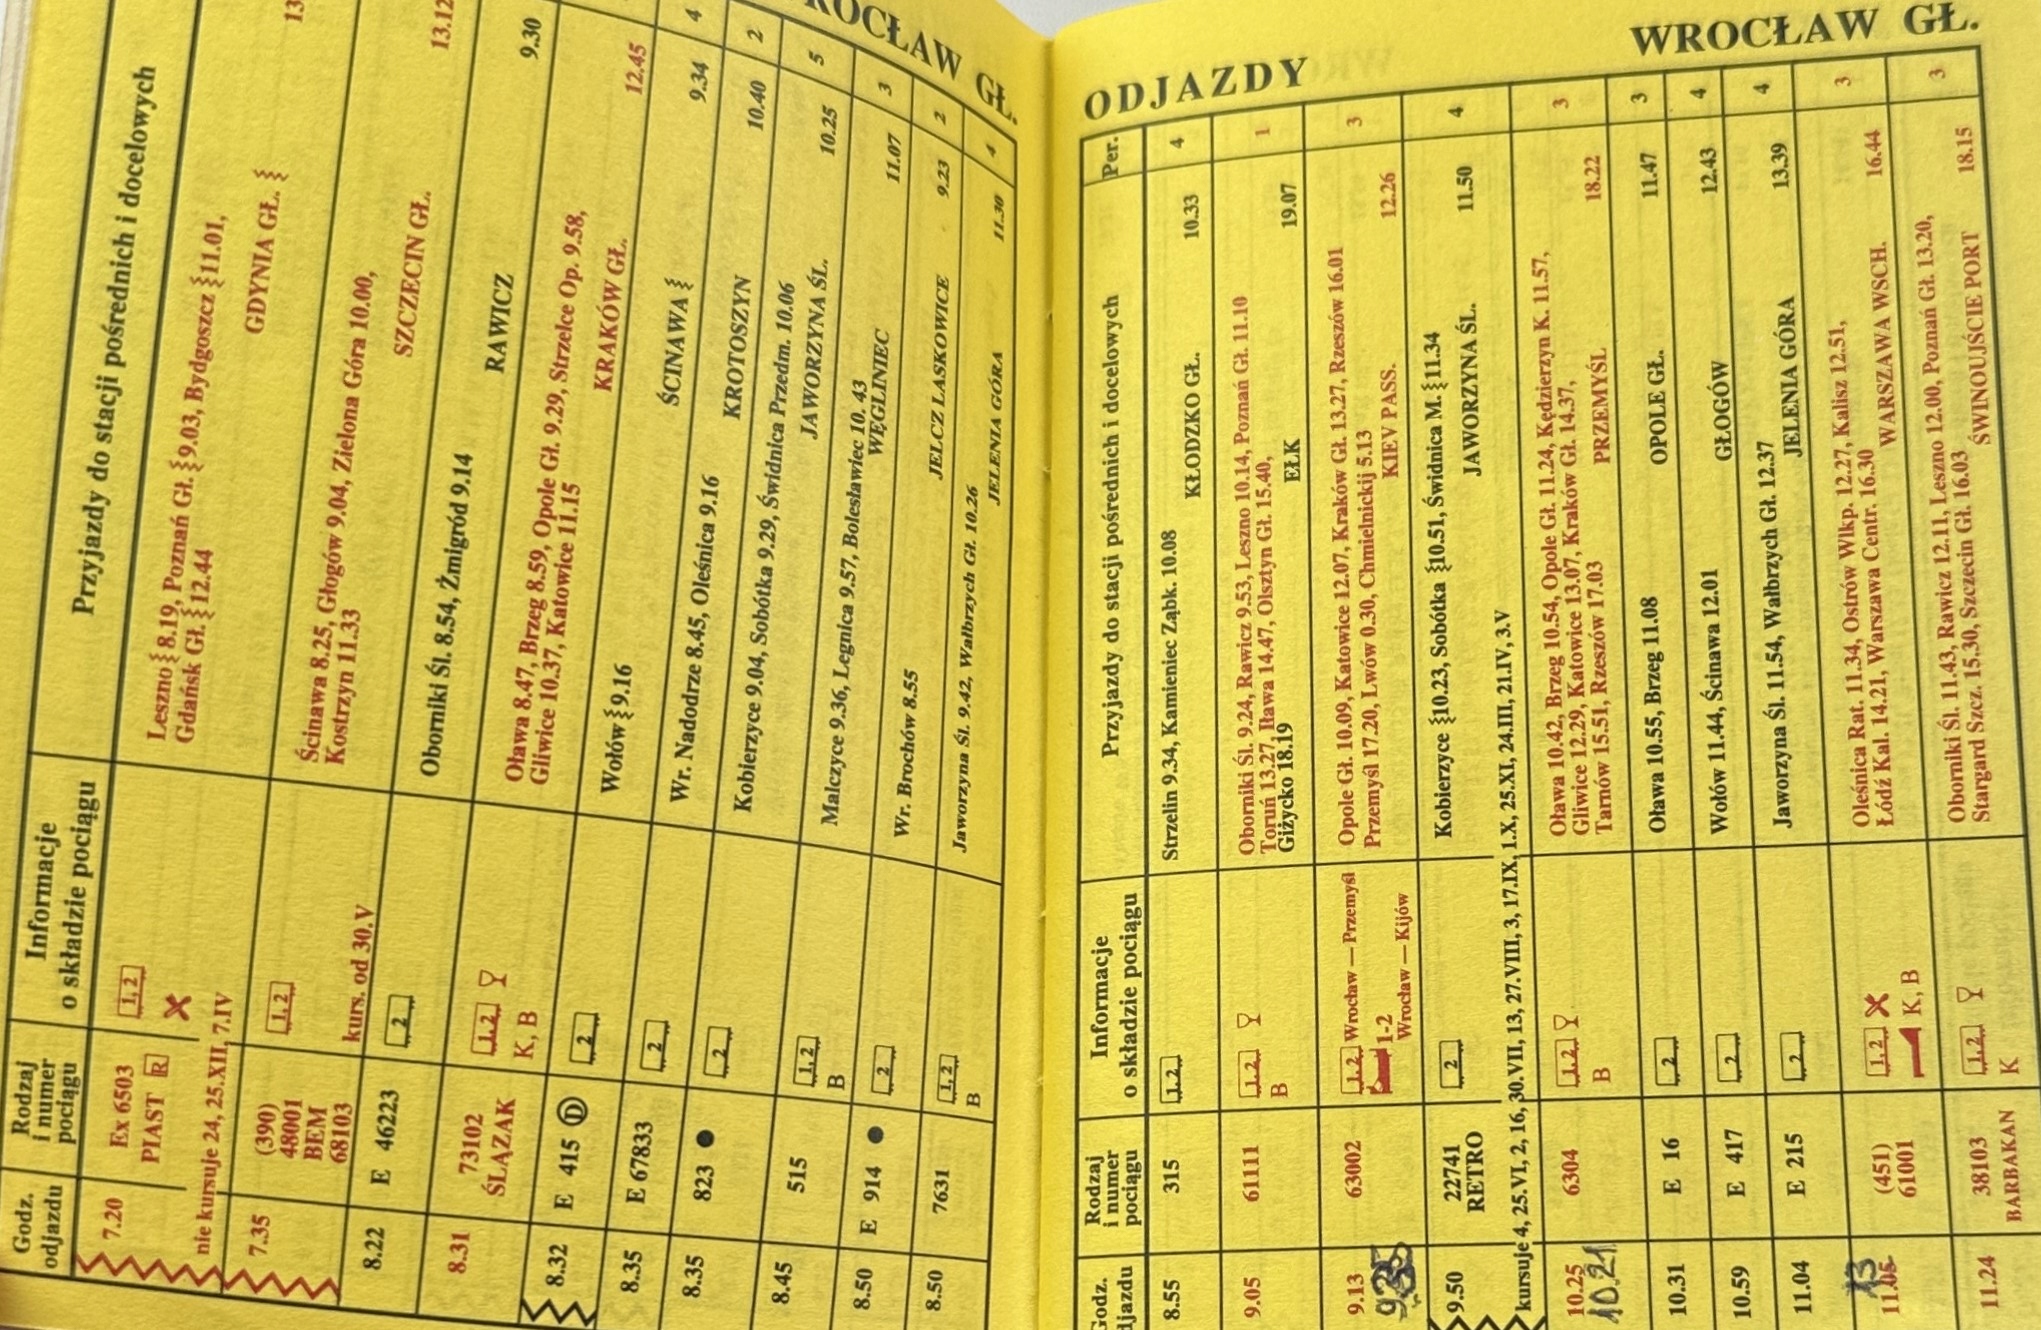 ROCŁAW GŁ.
Godz. odjazdu
Rodzaj i numer pociągu
Informacje o składzie pociągu
Przyjazdy do stacji pośrednich i docelowych
7.20 Ex 6503 1, 2 Leszno 8.19, Poznań Gł. 9.03, Bydgoszcz 11.01,
PIAST R Gdańsk Gł. 12.44 GDYNIA GŁ. 13
nie kursuje 24, 25.XII, 7.IV
7.35 (390) 1, 2 Ścinawa 8.25, Głogów 9.04, Zielona Góra 10.00,
48001 Kostrzyn 11.33 SZCZECIN GŁ. 13.12
BEM
68103 kurs. od 30.V
8.22 E 46223 2 Oborniki Śl. 8.54, Żmigród 9.14 RAWICZ 9.30
8.31 73102 1, 2 Oława 8.47, Brzeg 8.59, Opole Gł. 9.29, Strzelce Op. 9.58,
ŚLĄZAK K, B Gliwice 10.37, Katowice 11.15 KRAKÓW GŁ. 12.45
8.32 E 415 D 2 Wołów 9.16 ŚCINAWA 9.34 4
8.35 E 67833 2 Wr. Nadodrze 8.45, Oleśnica 9.16 KROTOSZYN 10.40 2
8.35 823 ● 2 Kobierzyce 9.04, Sobótka 9.29, Świdnica Przedm. 10.06
JAWORZYNA ŚL. 10.25 5
8.45 515 1, 2 Malczyce 9.36, Legnica 9.57, Bolesławiec 10. 43
B WĘGLINIEC 11.07 3
8.50 E 914 ● 2 Wr. Brochów 8.55 JELCZ LASKOWICE 9.23 2
8.50 7631 1, 2 Jaworzyna Śl. 9.42, Wałbrzych Gł. 10.26
B JELENIA GÓRA 11.30 4
ODJAZDY WROCŁAW GŁ.
Godz. djazdu
Rodzaj i numer pociągu
Informacje o składzie pociągu
Przyjazdy do stacji pośrednich i docelowych
Per.
8.55 315 1, 2 Strzelin 9.34, Kamieniec Ząbk. 10.08 KŁODZKO GŁ. 10.33 4
9.05 61111 1, 2 Oborniki Śl. 9.24, Rawicz 9.53, Leszno 10.14, Poznań Gł. 11.10 1
B Toruń 13.27, Iława 14.47, Olsztyn Gł. 15.40,
Giżycko 18.19 EŁK 19.07
9.13 63002 1, 2 Wrocław — Przemyśl Opole Gł. 10.09, Katowice 12.07, Kraków Gł. 13.27, Rzeszów 16.01 3
1-2 Wrocław — Kijów Przemyśl 17.20, Lwów 0.30, Chmielnickij 5.13 KIEV PASS. 12.26
9.50 22741 2 Kobierzyce 10.23, Sobótka 10.51, Świdnica M. 11.34 4
RETRO JAWORZYNA ŚL. 11.50
kursuje 4, 25.VI, 2, 16, 30.VII, 13, 27.VIII, 3, 17.IX, 1.X, 25.XI, 24.III, 21.IV, 3.V
10.25 6304 1, 2 Oława 10.42, Brzeg 10.54, Opole Gł. 11.24, Kędzierzyn K. 11.57, 3
10.21 B Gliwice 12.29, Katowice 13.07, Kraków Gł. 14.37,
Tarnów 15.51, Rzeszów 17.03 PRZEMYŚL 18.22
10.31 E 16 2 Oława 10.55, Brzeg 11.08 OPOLE GŁ. 11.47 3
10.59 E 417 2 Wołów 11.44, Ścinawa 12.01 GŁOGÓW 12.43 4
11.04 E 215 2 Jaworzyna Śl. 11.54, Wałbrzych Gł. 12.37
JELENIA GÓRA 13.39 4
13
11.05 (451) 1, 2 Oleśnica Rat. 11.34, Ostrów Wlkp. 12.27, Kalisz 12.51, 3
61001 K, B Łódź Kal. 14.21, Warszawa Centr. 16.30 WARSZAWA WSCH. 16.44
11.24 38103 1, 2 Oborniki Śl. 11.43, Rawicz 12.11, Leszno 12.00, Poznań Gł. 13.20, 3
BARBAKAN K Stargard Szcz. 15.30, Szczecin Gł. 16.03 ŚWINOUJŚCIE PORT 18.15